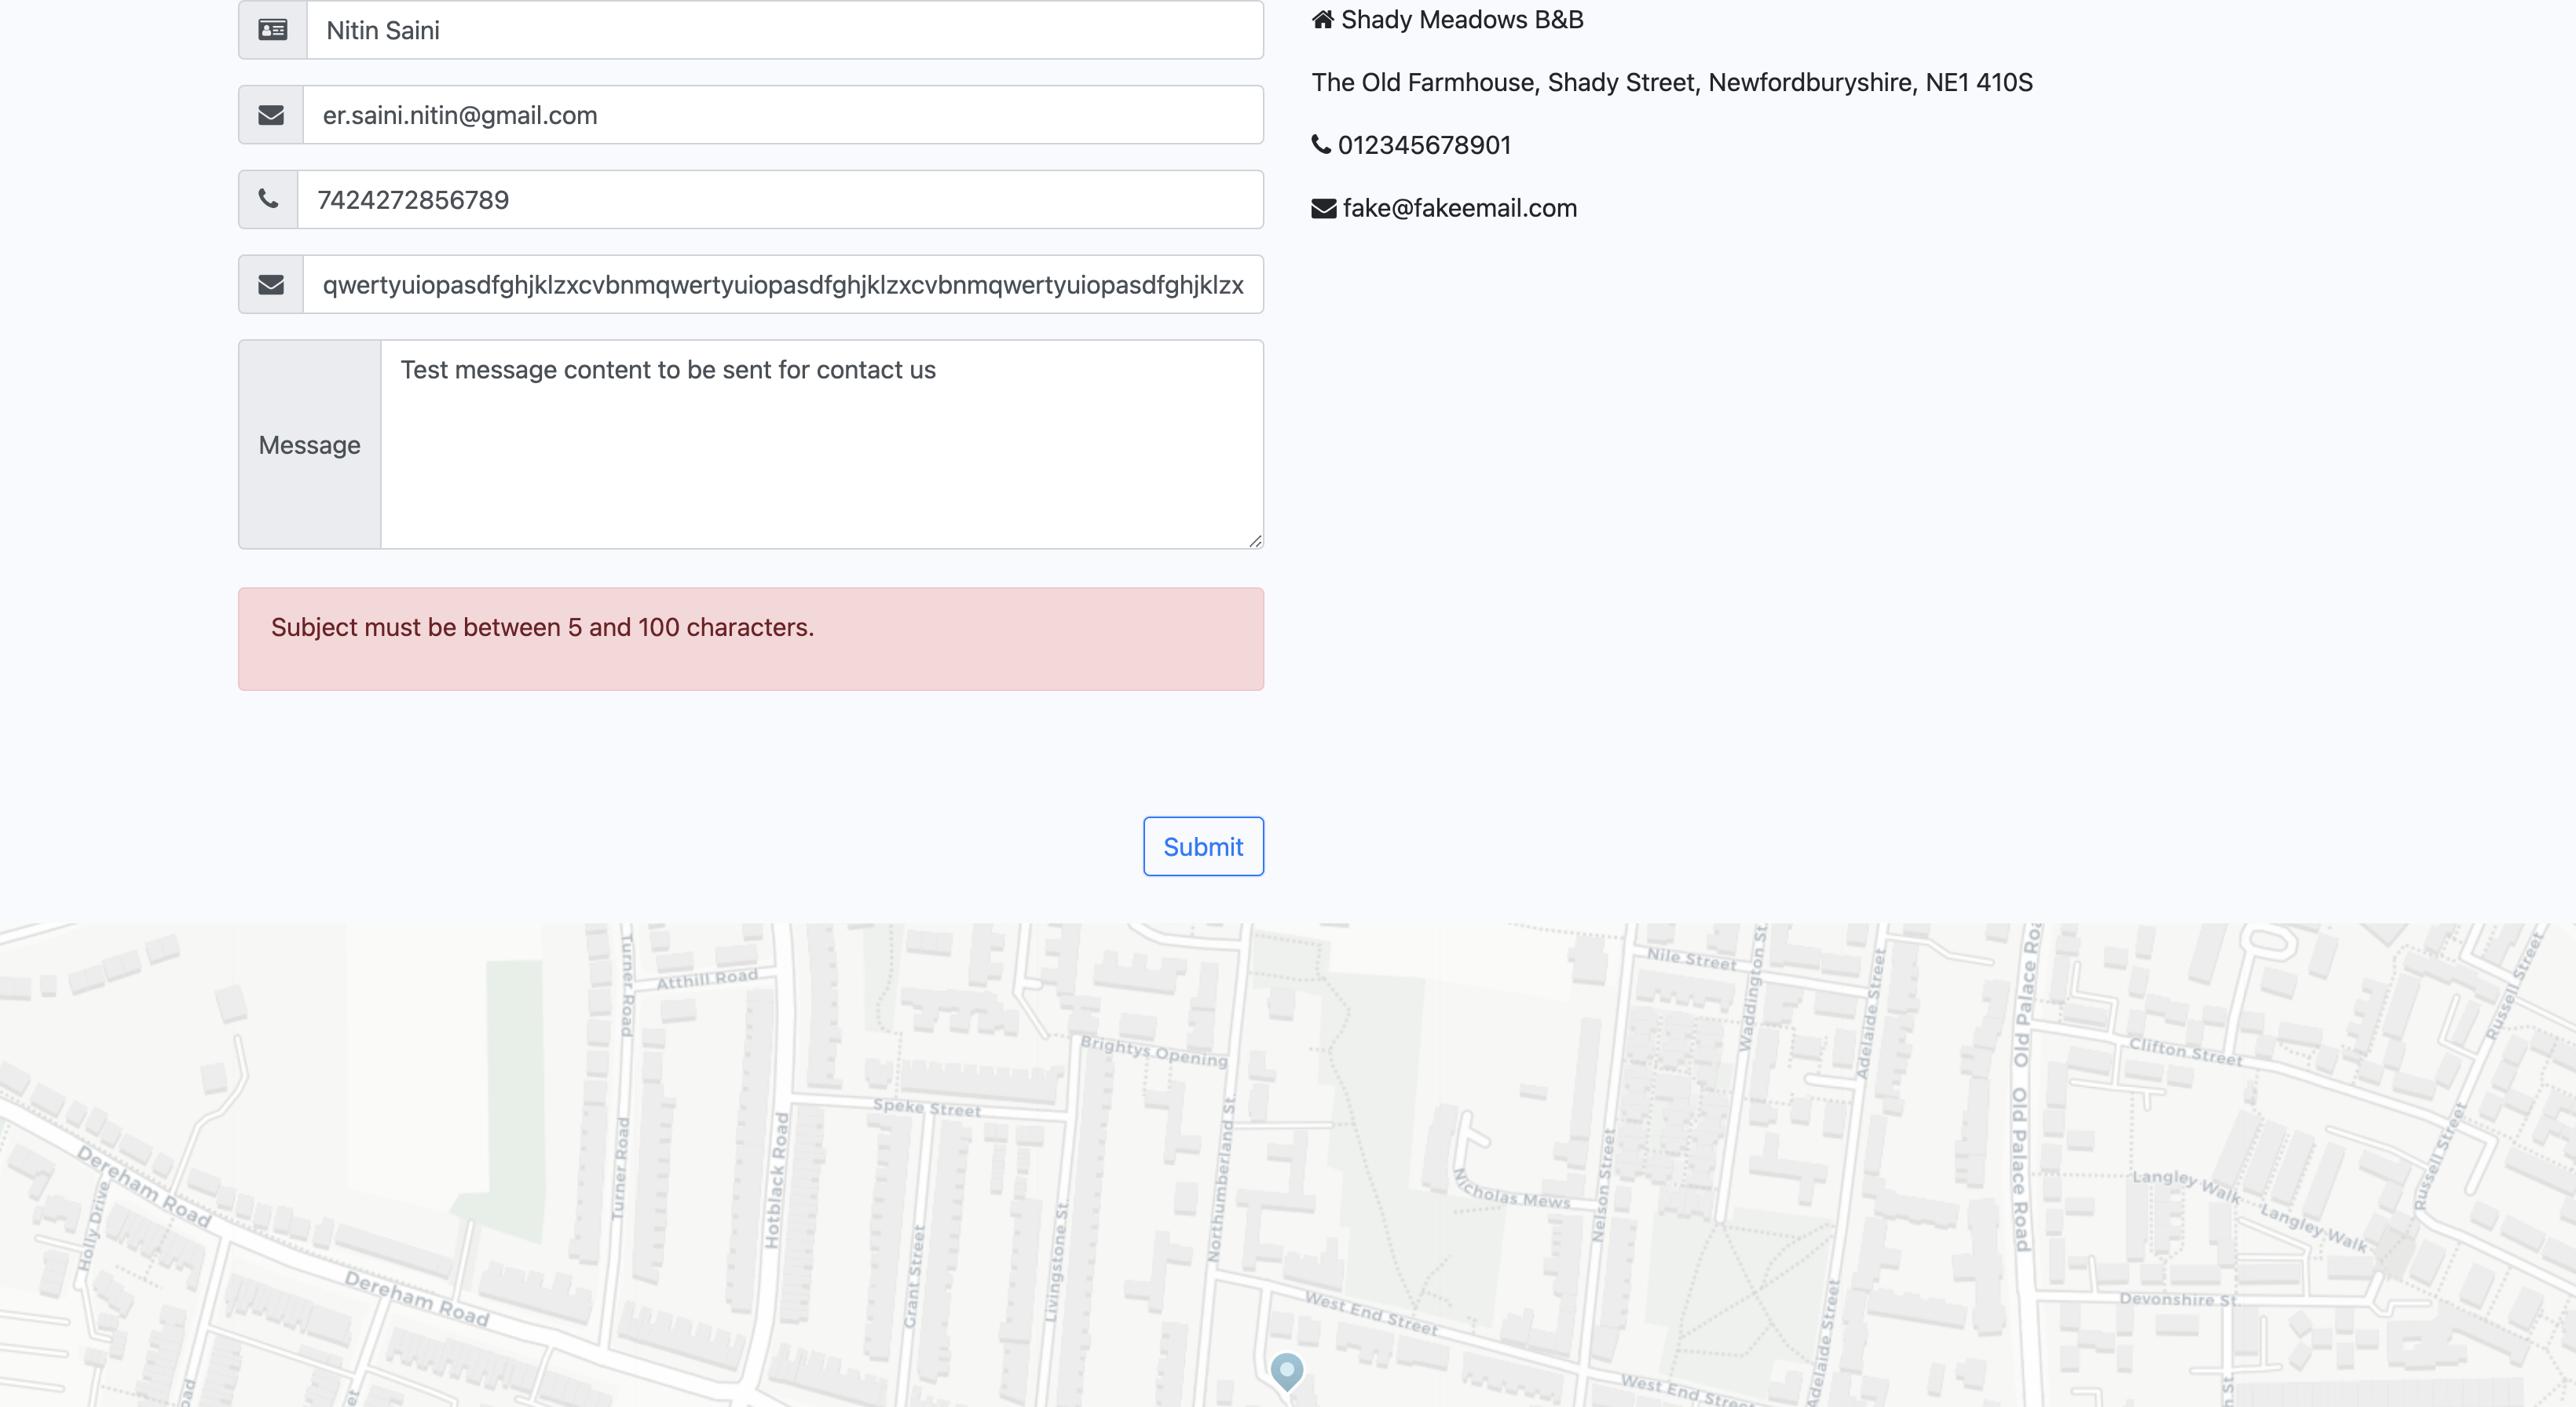 Nitin Saini
er.saini.nitin@gmail.com
7424272856789
qwertyuiopasdfghjklzxcvbnmqwertyuiopasdfghjklzxcvbnmqwertyuiopasdfghjklzx
Message
Test message content to be sent for contact us
Subject must be between 5 and 100 characters.
Submit
Shady Meadows B&B
The Old Farmhouse, Shady Street, Newfordburyshire, NE1 410S
012345678901
fake@fakeemail.com
Turner Road
Atthill Road
Brightys Opening
Nile Street
Waddington St.
Adelaide Street
Old Palace Road
Old Palace Road
Clifton Street
Russell Street
Speke Street
Dereham Road
Holly Drive
Turner Road
Hotblack Road
Northumberland St.
Nicholas Mews
Nelson Street
Langley Walk
Langley Walk
Russell Street
Grant Street
Livingstone St.
Dereham Road
West End Street
Adelaide Street
Devonshire St.
West End Street